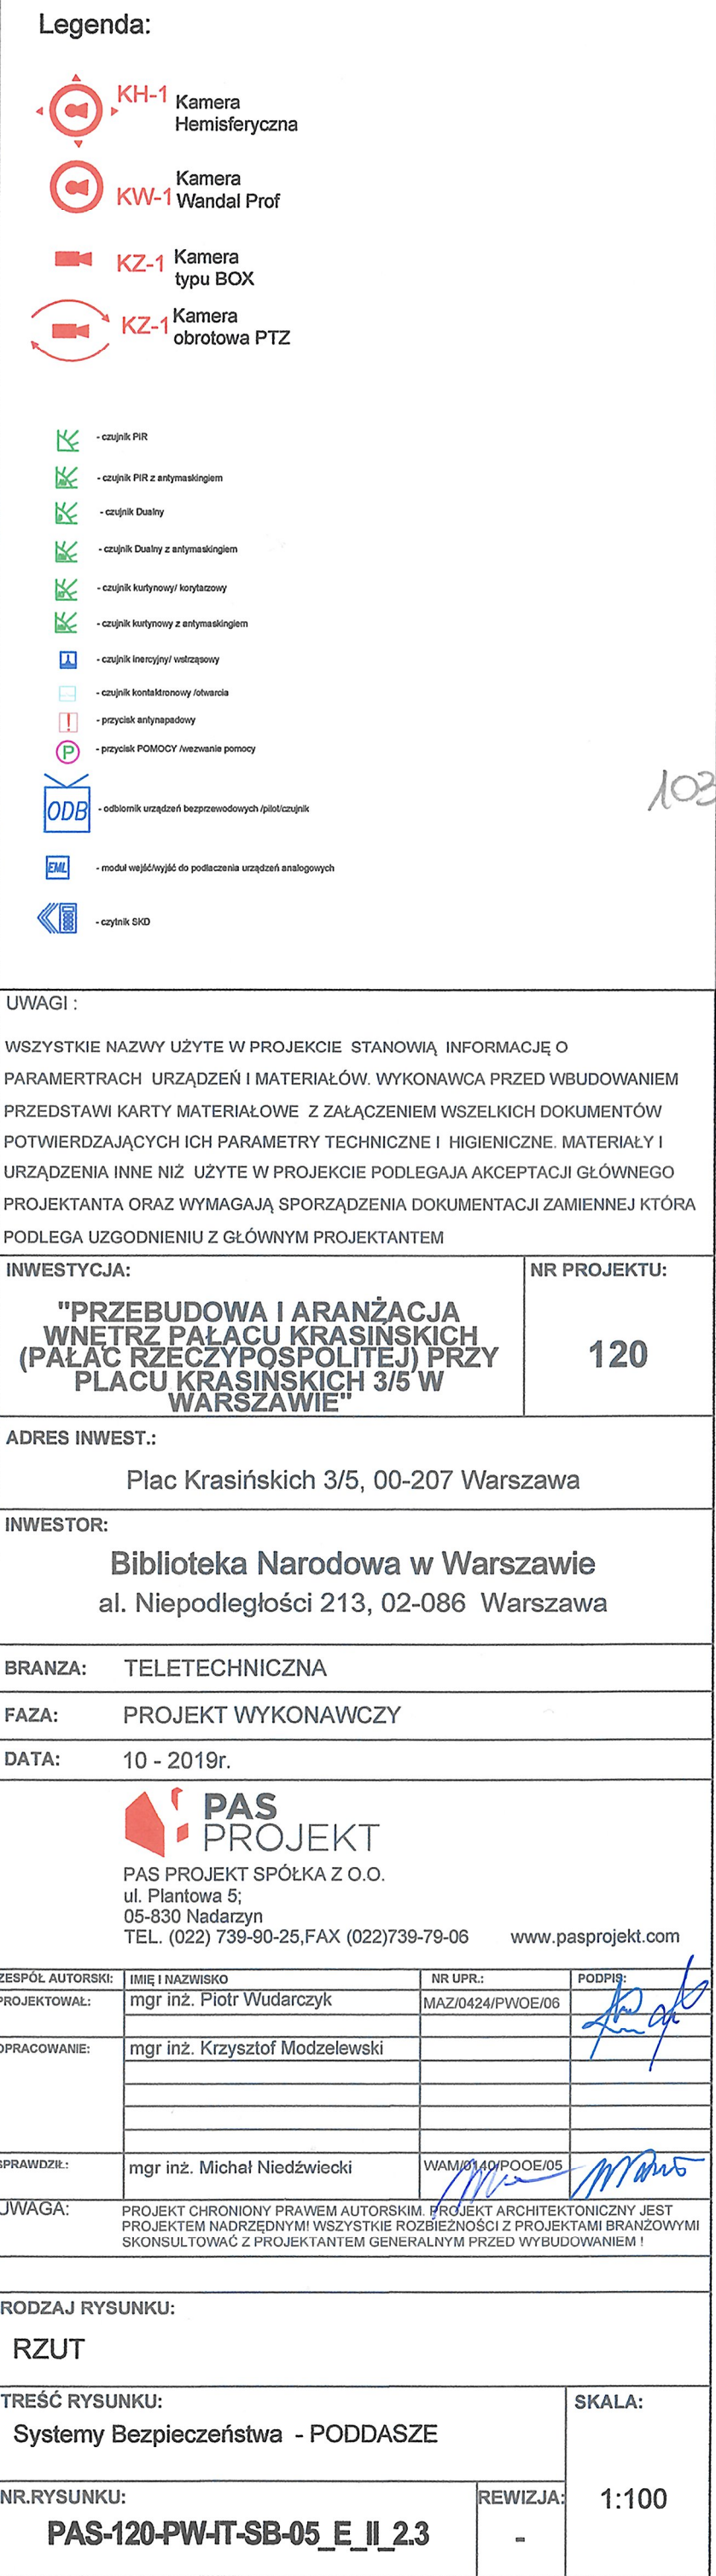 Legenda:
KH-1 Kamera
Hemisferyczna
Kamera
KW-1 Wandal Prof
KZ-1 Kamera
typu BOX
KZ-1 Kamera
obrotowa PTZ
- czujnik PIR
- czujnik PIR z antymaskingiem
- czujnik Dualny
- czujnik Dualny z antymaskingiem
- czujnik kurtynowy/ korytarzowy
- czujnik kurtynowy z antymaskingiem
- czujnik inercyjny/ wstrząsowy
- czujnik kontaktronowy /otwarcia
! - przycisk antynapadowy
P - przycisk POMOCY /wezwanie pomocy
103
ODB - odbiornik urządzeń bezprzewodowych /pilot/czujnik
EML - moduł wejść/wyjść do podłaczenia urządzeń analogowych
- czytnik SKD
UWAGI :
WSZYSTKIE NAZWY UŻYTE W PROJEKCIE STANOWIĄ INFORMACJĘ O
PARAMERTRACH URZĄDZEŃ I MATERIAŁÓW. WYKONAWCA PRZED WBUDOWANIEM
PRZEDSTAWI KARTY MATERIAŁOWE Z ZAŁĄCZENIEM WSZELKICH DOKUMENTÓW
POTWIERDZAJĄCYCH ICH PARAMETRY TECHNICZNE I HIGIENICZNE. MATERIAŁY I
URZĄDZENIA INNE NIŻ UŻYTE W PROJEKCIE PODLEGAJA AKCEPTACJI GŁÓWNEGO
PROJEKTANTA ORAZ WYMAGAJĄ SPORZĄDZENIA DOKUMENTACJI ZAMIENNEJ KTÓRA
PODLEGA UZGODNIENIU Z GŁÓWNYM PROJEKTANTEM
INWESTYCJA:
NR PROJEKTU:
"PRZEBUDOWA I ARANŻACJA
WNĘTRZ PAŁACU KRASIŃSKICH
(PAŁAC RZECZYPOSPOLITEJ) PRZY
PLACU KRASIŃSKICH 3/5 W
WARSZAWIE"
120
ADRES INWEST.:
Plac Krasińskich 3/5, 00-207 Warszawa
INWESTOR:
Biblioteka Narodowa w Warszawie
al. Niepodległości 213, 02-086 Warszawa
BRANZA: TELETECHNICZNA
FAZA: PROJEKT WYKONAWCZY
DATA: 10 - 2019r.
PAS
PROJEKT
PAS PROJEKT SPÓŁKA Z O.O.
ul. Plantowa 5;
05-830 Nadarzyn
TEL. (022) 739-90-25,FAX (022)739-79-06 www.pasprojekt.com
ZESPÓŁ AUTORSKI: IMIĘ I NAZWISKO NR UPR.: PODPIS:
PROJEKTOWAŁ: mgr inż. Piotr Wudarczyk MAZ/0424/PWOE/06
OPRACOWANIE: mgr inż. Krzysztof Modzelewski
SPRAWDZIŁ: mgr inż. Michał Niedźwiecki WAM/0140/POOE/05
UWAGA: PROJEKT CHRONIONY PRAWEM AUTORSKIM. PROJEKT ARCHITEKTONICZNY JEST
PROJEKTEM NADRZĘDNYM! WSZYSTKIE ROZBIEŻNOŚCI Z PROJEKTAMI BRANŻOWYMI
SKONSULTOWAĆ Z PROJEKTANTEM GENERALNYM PRZED WYBUDOWANIEM !
RODZAJ RYSUNKU:
RZUT
TREŚĆ RYSUNKU:
SKALA:
Systemy Bezpieczeństwa - PODDASZE
1:100
NR.RYSUNKU:
REWIZJA:
PAS-120-PW-IT-SB-05_E_II_2.3
-